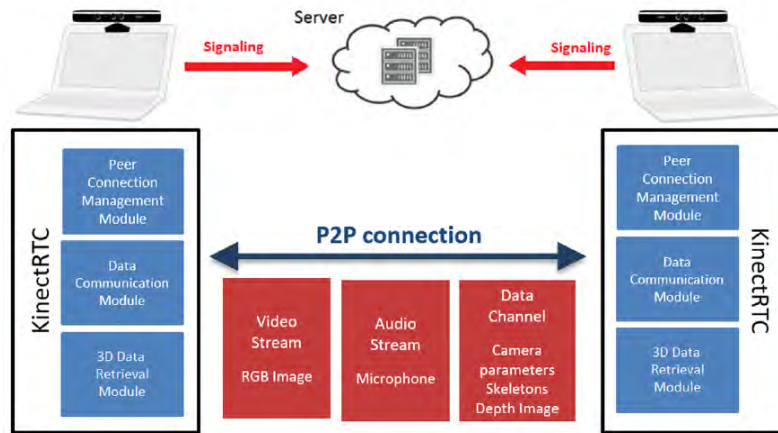 Server
Signaling
Signaling
KinectRTC
Peer
Connection
Management
Module
Data
Communication
Module
3D Data
Retrieval
Module
P2P connection
Video
Stream
RGB Image
Audio
Stream
Microphone
Data
Channel
Camera
parameters
Skeletons
Depth Image
Peer
Connection
Management
Module
Data
Communication
Module
3D Data
Retrieval
Module
KinectRTC